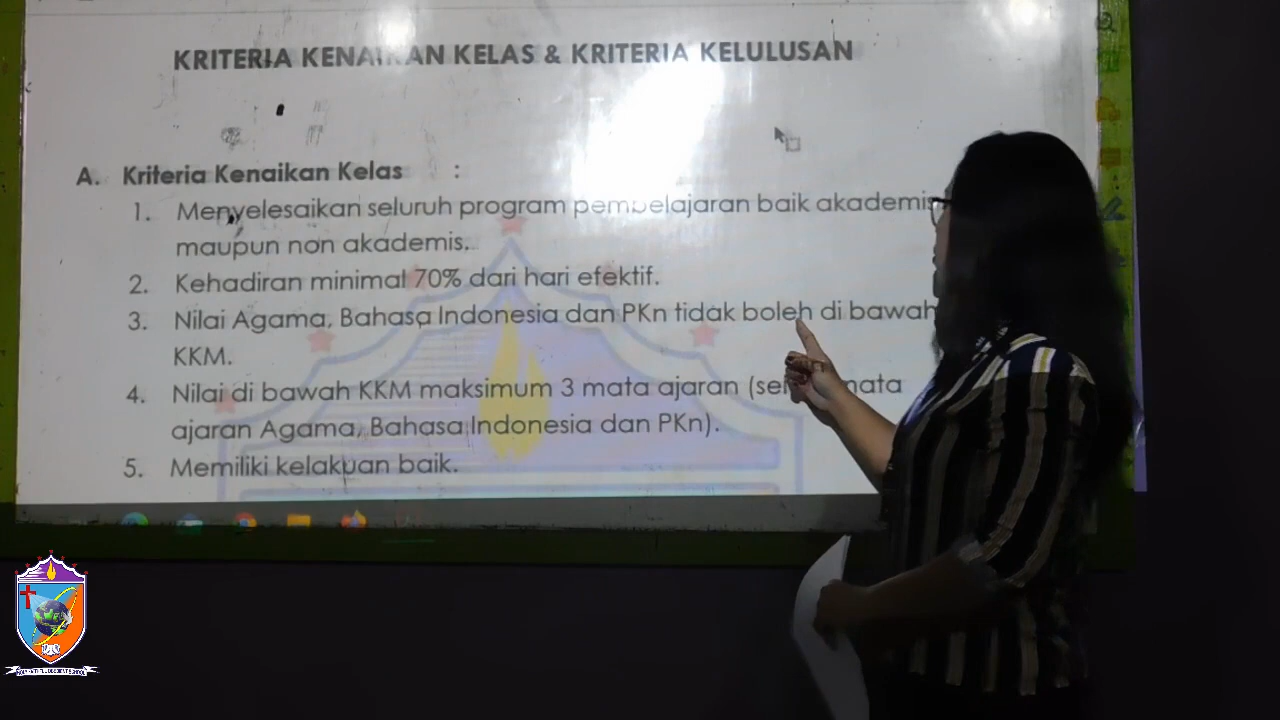 KRITERIA KENAIKAN KELAS & KRITERIA KELULUSAN
A. Kriteria Kenaikan Kelas :
1. Menyelesaikan seluruh program pembelajaran baik akademis
maupun non akademis.
2. Kehadiran minimal 70% dari hari efektif.
3. Nilai Agama, Bahasa Indonesia dan PKn tidak boleh di bawah
KKM.
4. Nilai di bawah KKM maksimum 3 mata ajaran (sel mata
ajaran Agama, Bahasa Indonesia dan PKn).
5. Memiliki kelakuan baik.